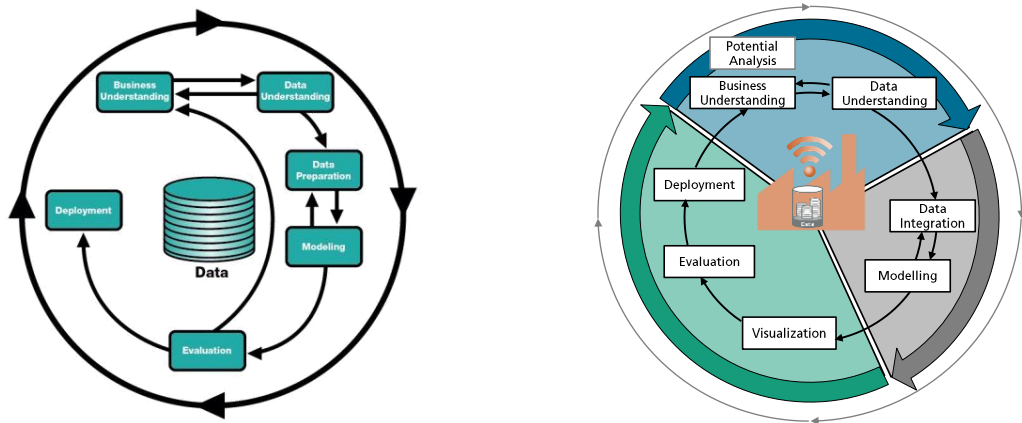 Business
Understanding
Data
Understanding
Data
Preparation
Deployment
Data
Modeling
Evaluation
Potential
Analysis
Business
Understanding
Data
Understanding
Deployment
Data
Data
Integration
Evaluation
Modelling
Visualization